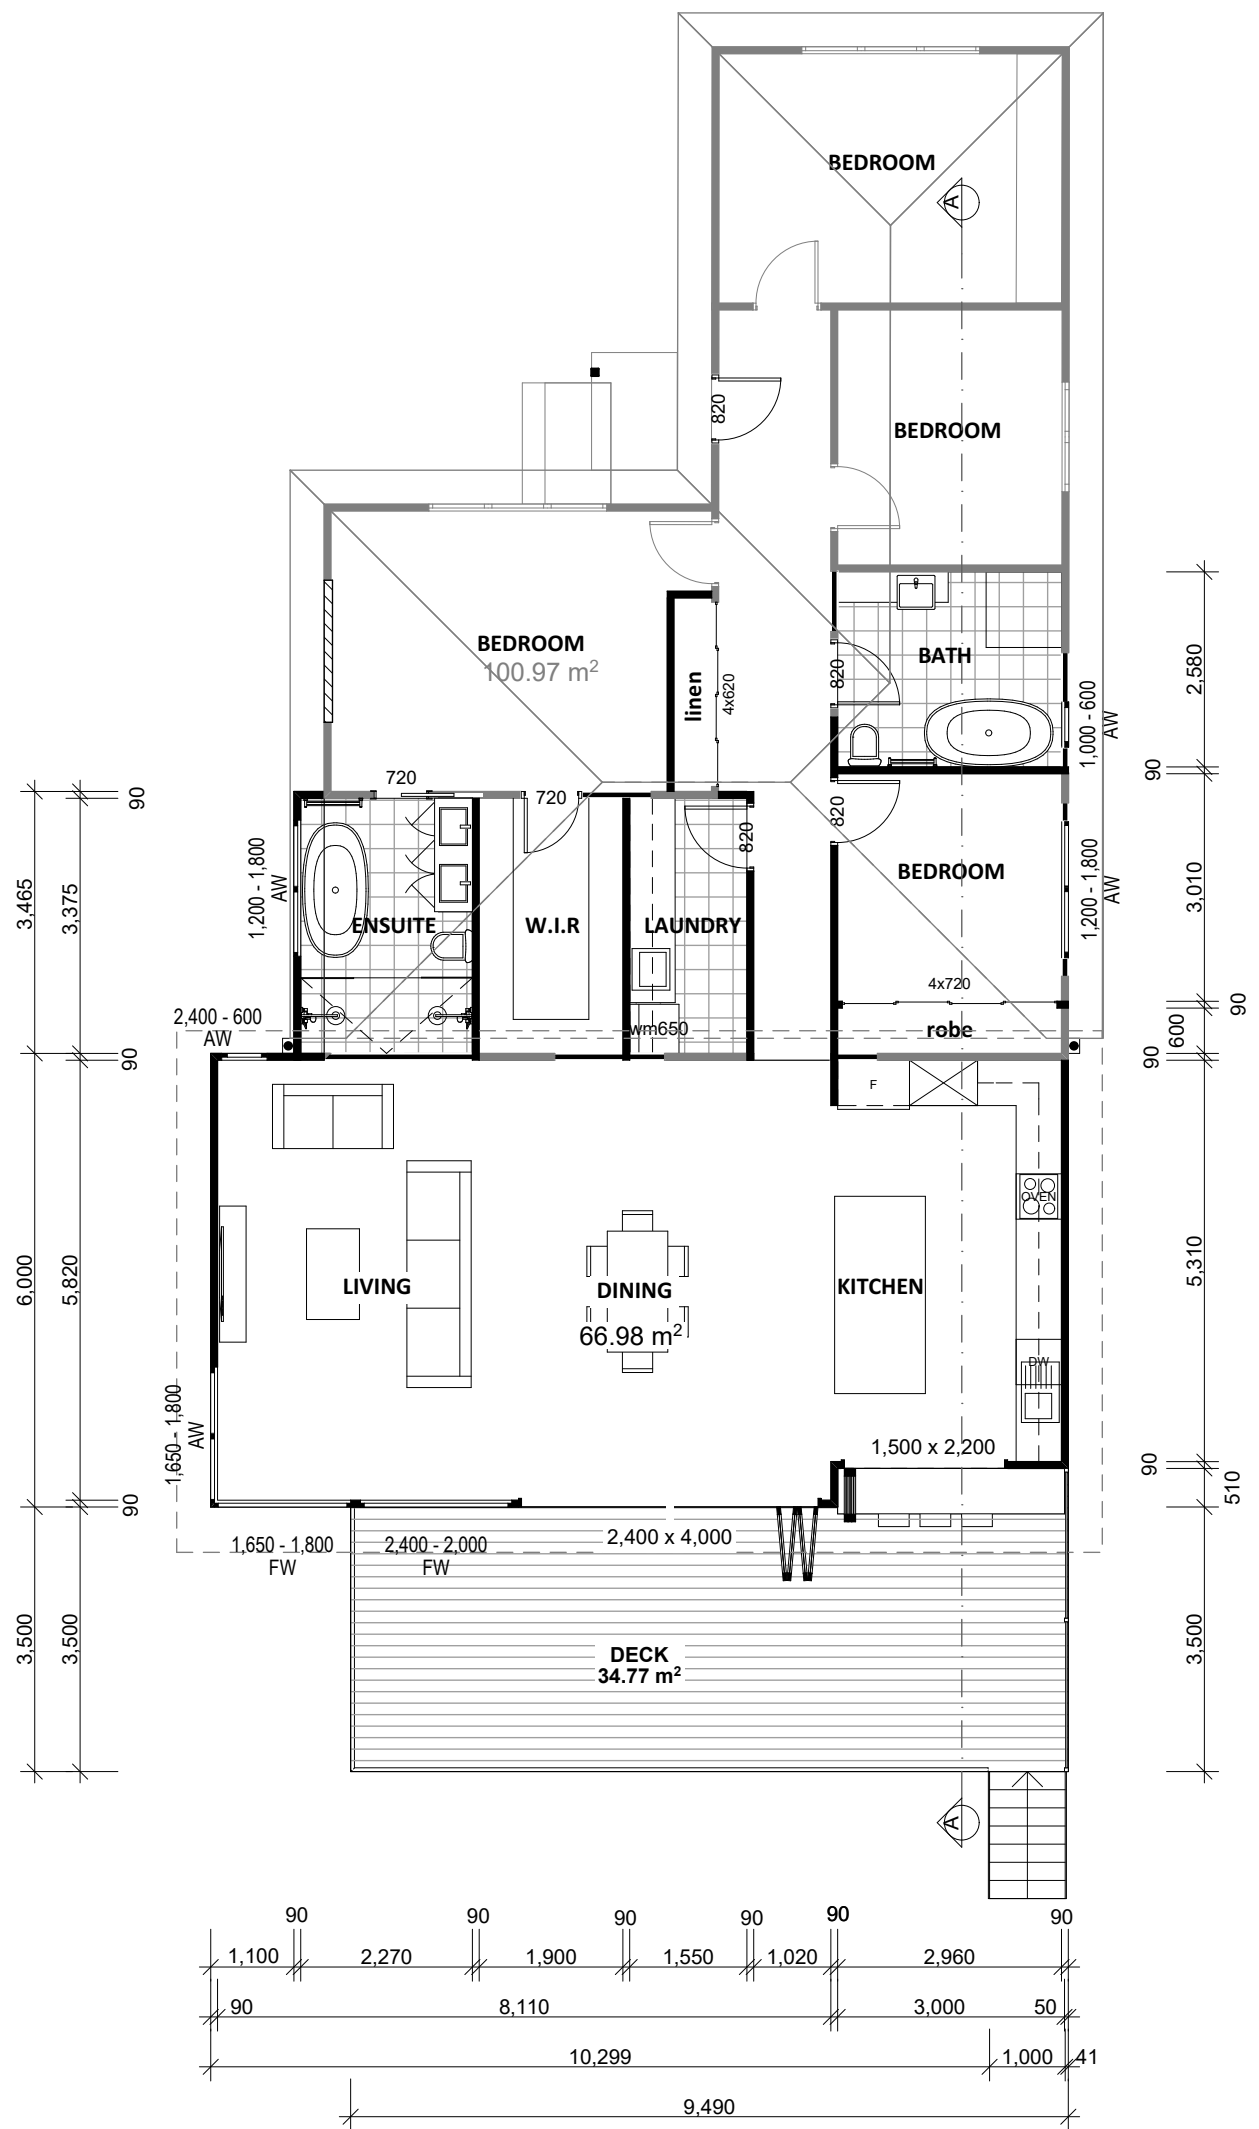 BEDROOM
A
820
BEDROOM
BEDROOM
100.97 m²
linen
4x620
820
BATH
2,580
1,000 - 600
AW
90
720
720
820
820
90
3,465
3,375
1,200 - 1,800
AW
ENSUITE
W.I.R
LAUNDRY
BEDROOM
1,200 - 1,800
AW
3,010
4x720
90
2,400 - 600
AW
wm650
robe
600
90
90
F
OVEN
6,000
5,820
LIVING
DINING
KITCHEN
5,310
66.98 m²
DW
1,650 - 1,800
AW
1,500 x 2,200
90
510
90
1,650 - 1,800
FW
2,400 - 2,000
FW
2,400 x 4,000
3,500
3,500
DECK
34.77 m²
3,500
A
90 90 90 90 90 90
1,100 2,270 1,900 1,550 1,020 2,960
90 8,110 3,000 50
10,299 1,000 41
9,490